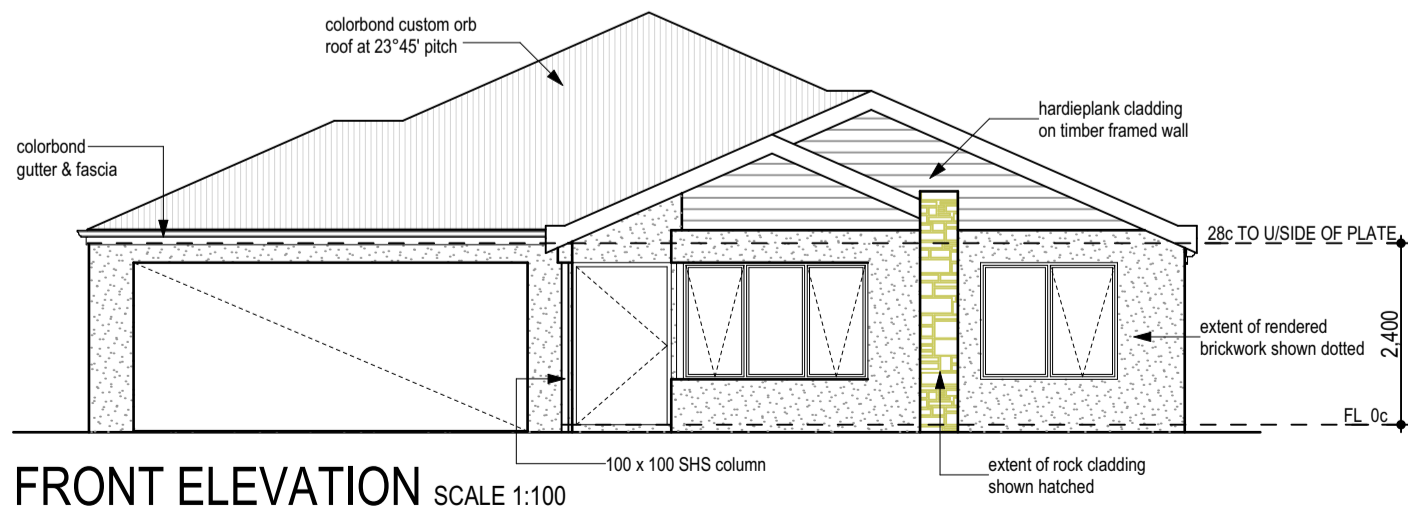 colorbond custom orb
roof at 23°45' pitch
hardieplank cladding
on timber framed wall
colorbond
gutter & fascia
28c TO U/SIDE OF PLATE
extent of rendered
brickwork shown dotted
2,400
FL 0c
100 x 100 SHS column
extent of rock cladding
shown hatched
FRONT ELEVATION SCALE 1:100